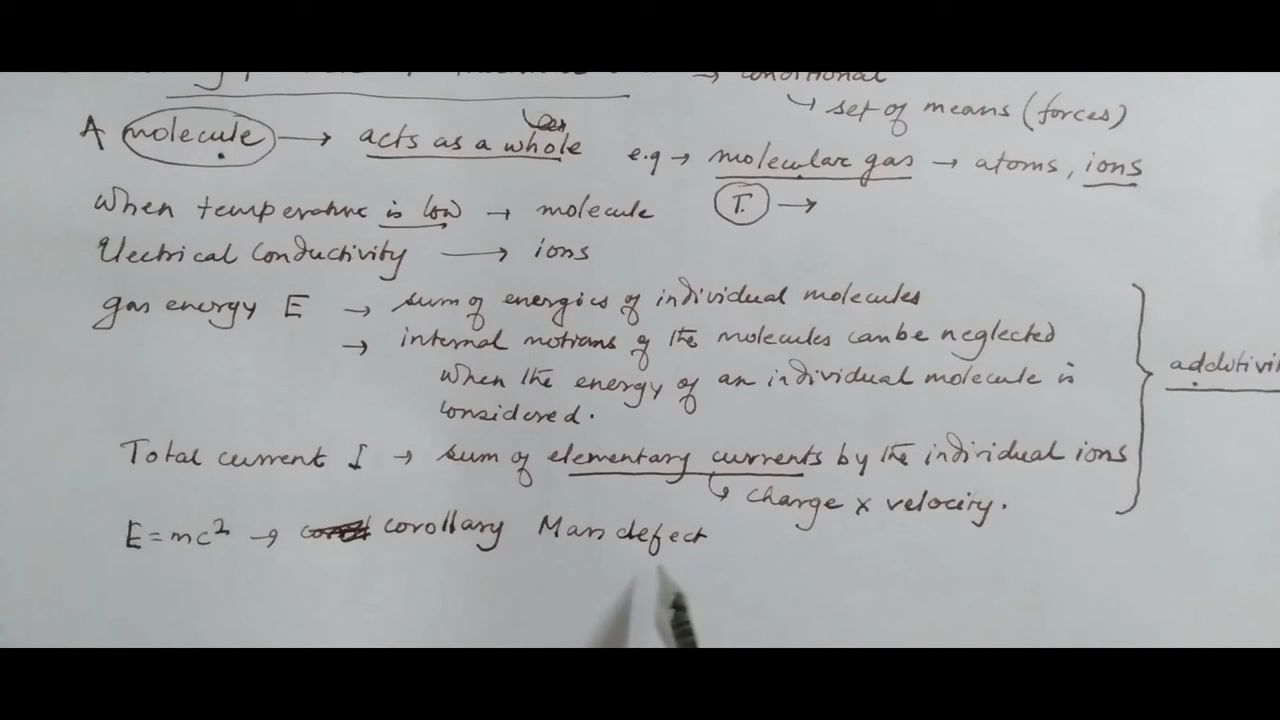 → conditional
↳ set of means (forces)
A molecule → acts as a whole
e.g → molecular gas → atoms, ions
When temperature is low → molecule
T. →
Electrical Conductivity → ions
gas energy E → sum of energies of individual molecules
→ internal motions of the molecules can be neglected
when the energy of an individual molecule is
considered.
Total current I → sum of elementary currents by the individual ions
↳ charge x velocity.
E=mc² → corollary Mass defect